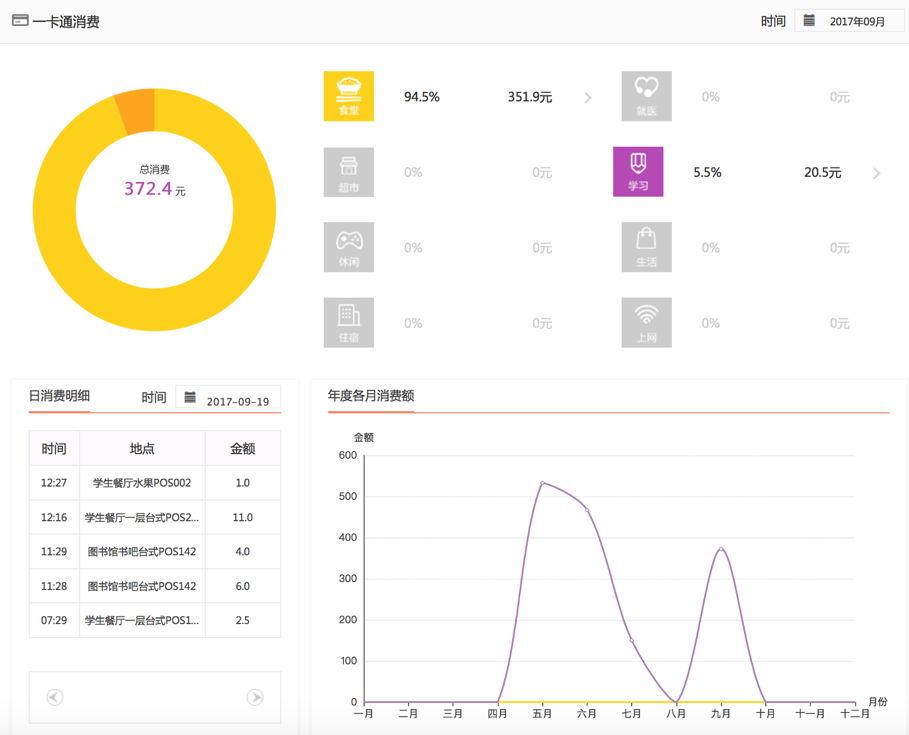 一卡通消费
时间 2017年09月
总消费
372.4 元
食堂 94.5% 351.9元
就医 0% 0元
超市 0% 0元
学习 5.5% 20.5元
休闲 0% 0元
生活 0% 0元
住宿 0% 0元
上网 0% 0元
日消费明细 时间 2017-09-19
时间 地点 金额
12:27 学生餐厅水果POS002 1.0
12:16 学生餐厅一层台式POS2... 11.0
11:29 图书馆书吧台式POS142 4.0
11:28 图书馆书吧台式POS142 6.0
07:29 学生餐厅一层台式POS1... 2.5
年度各月消费额
金额
600
500
400
300
200
100
0
一月 二月 三月 四月 五月 六月 七月 八月 九月 十月 十一月 十二月
月份